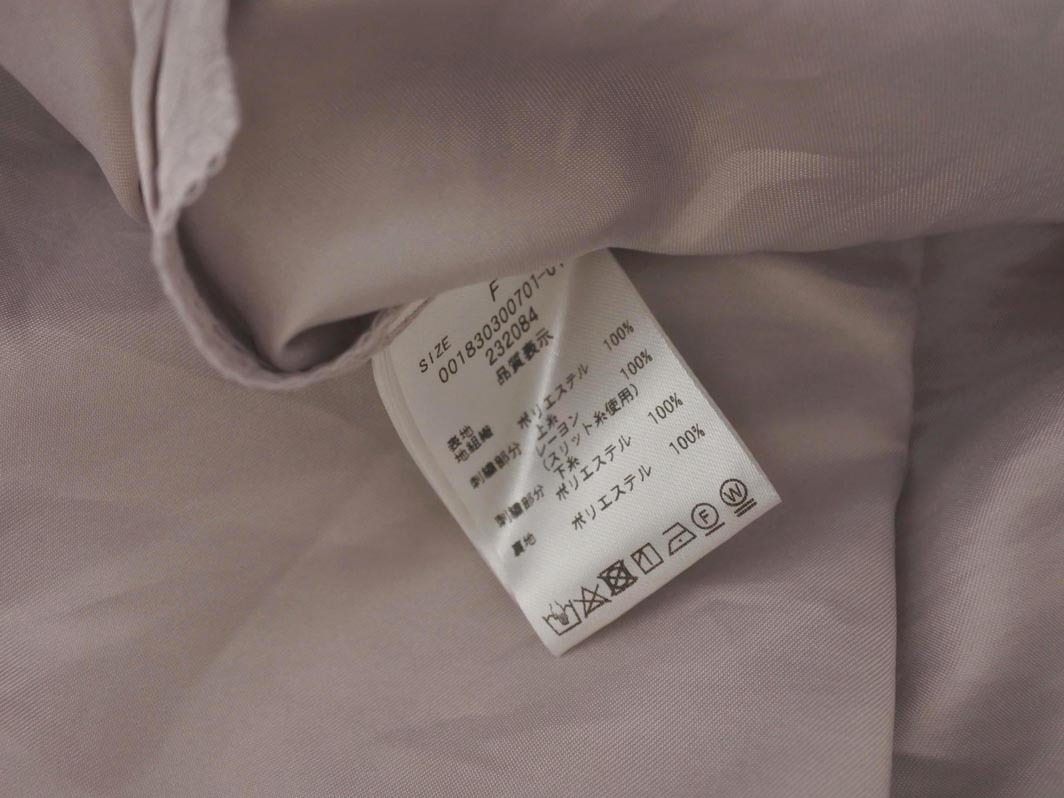 SIZE F
001830300701-01
232084
品質表示
表地
地組織 ポリエステル 100%
刺繍部分 上糸
レーヨン 100%
(スリット糸使用)
刺繍部分 下糸
ポリエステル 100%
裏地 ポリエステル 100%
F W